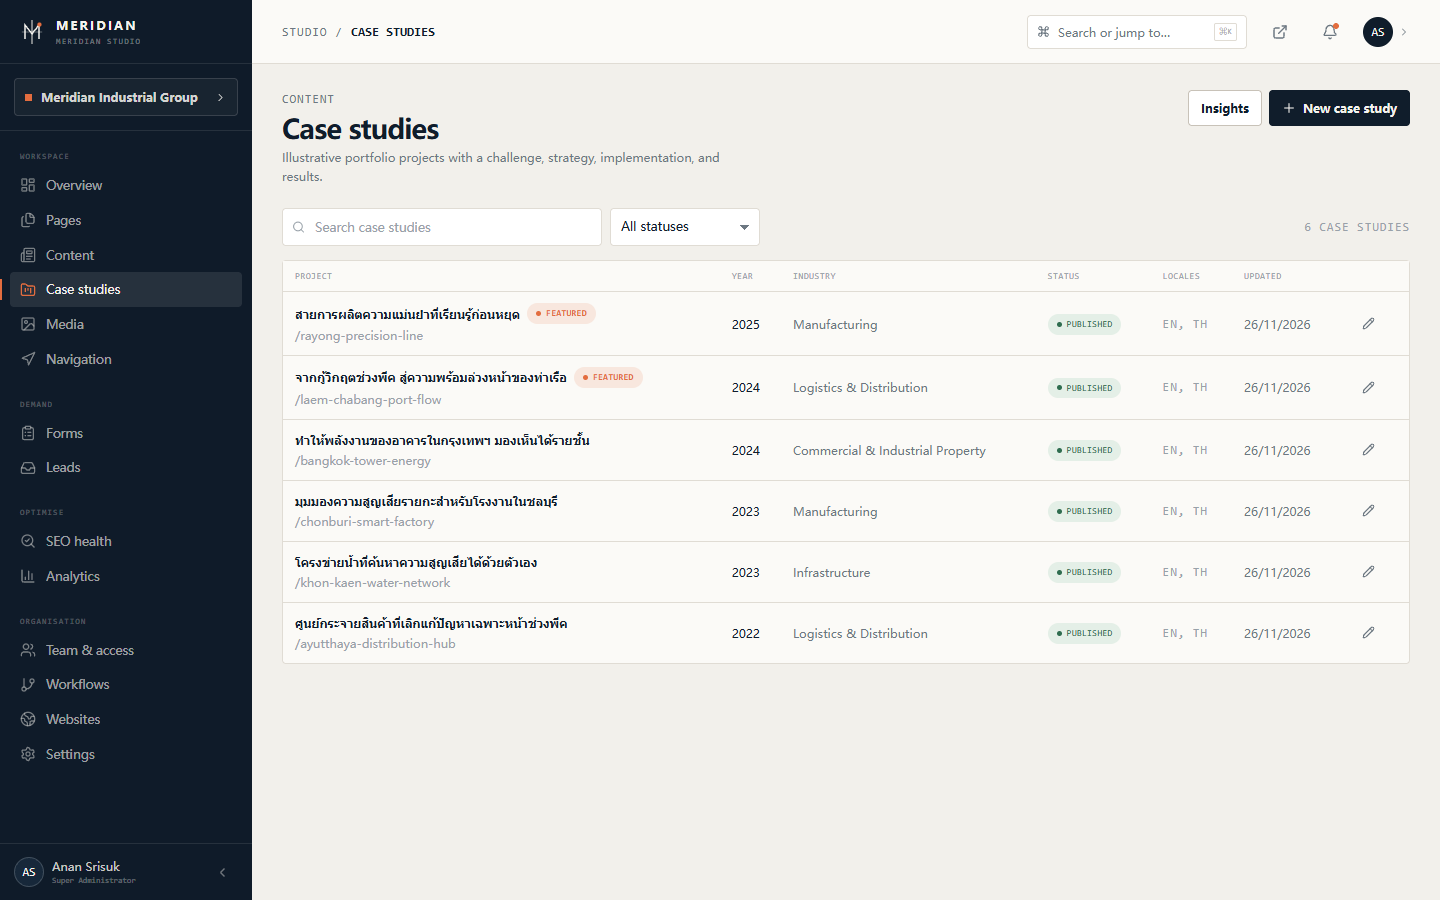 MERIDIAN
MERIDIAN STUDIO
Meridian Industrial Group
WORKSPACE
Overview
Pages
Content
Case studies
Media
Navigation
DEMAND
Forms
Leads
OPTIMISE
SEO health
Analytics
ORGANISATION
Team & access
Workflows
Websites
Settings
AS
Anan Srisuk
Super Administrator
STUDIO / CASE STUDIES
⌘ Search or jump to... ⌘K
AS
CONTENT
Case studies
Illustrative portfolio projects with a challenge, strategy, implementation, and
results.
Insights
+ New case study
Search case studies
All statuses
6 CASE STUDIES
PROJECT YEAR INDUSTRY STATUS LOCALES UPDATED
สายการผลิตความแม่นยำที่เรียนรู้ก่อนหยุด FEATURED
/rayong-precision-line
2025 Manufacturing PUBLISHED EN, TH 26/11/2026
จากกู้วิกฤตช่วงพีค สู่ความพร้อมล่วงหน้าของท่าเรือ FEATURED
/laem-chabang-port-flow
2024 Logistics & Distribution PUBLISHED EN, TH 26/11/2026
ทำให้พลังงานของอาคารในกรุงเทพฯ มองเห็นได้รายชั้น
/bangkok-tower-energy
2024 Commercial & Industrial Property PUBLISHED EN, TH 26/11/2026
มุมมองความสูญเสียรายกะสำหรับโรงงานในชลบุรี
/chonburi-smart-factory
2023 Manufacturing PUBLISHED EN, TH 26/11/2026
โครงข่ายน้ำที่ค้นหาความสูญเสียได้ด้วยตัวเอง
/khon-kaen-water-network
2023 Infrastructure PUBLISHED EN, TH 26/11/2026
ศูนย์กระจายสินค้าที่เลิกแก้ปัญหาเฉพาะหน้าช่วงพีค
/ayutthaya-distribution-hub
2022 Logistics & Distribution PUBLISHED EN, TH 26/11/2026